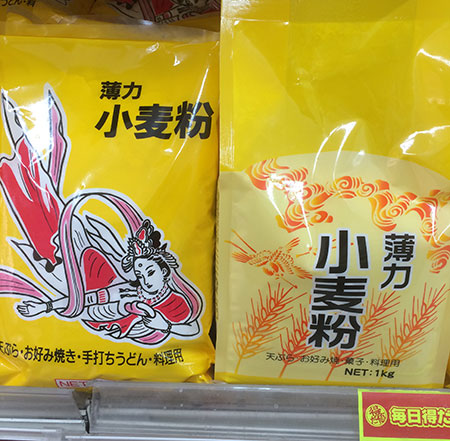 薄力
小麦粉
天ぷら・お好み焼き・手打ちうどん・料理用
NET
薄力
小麦粉
天ぷら・お好み焼・菓子・料理用
NET:1kg
毎日得だ